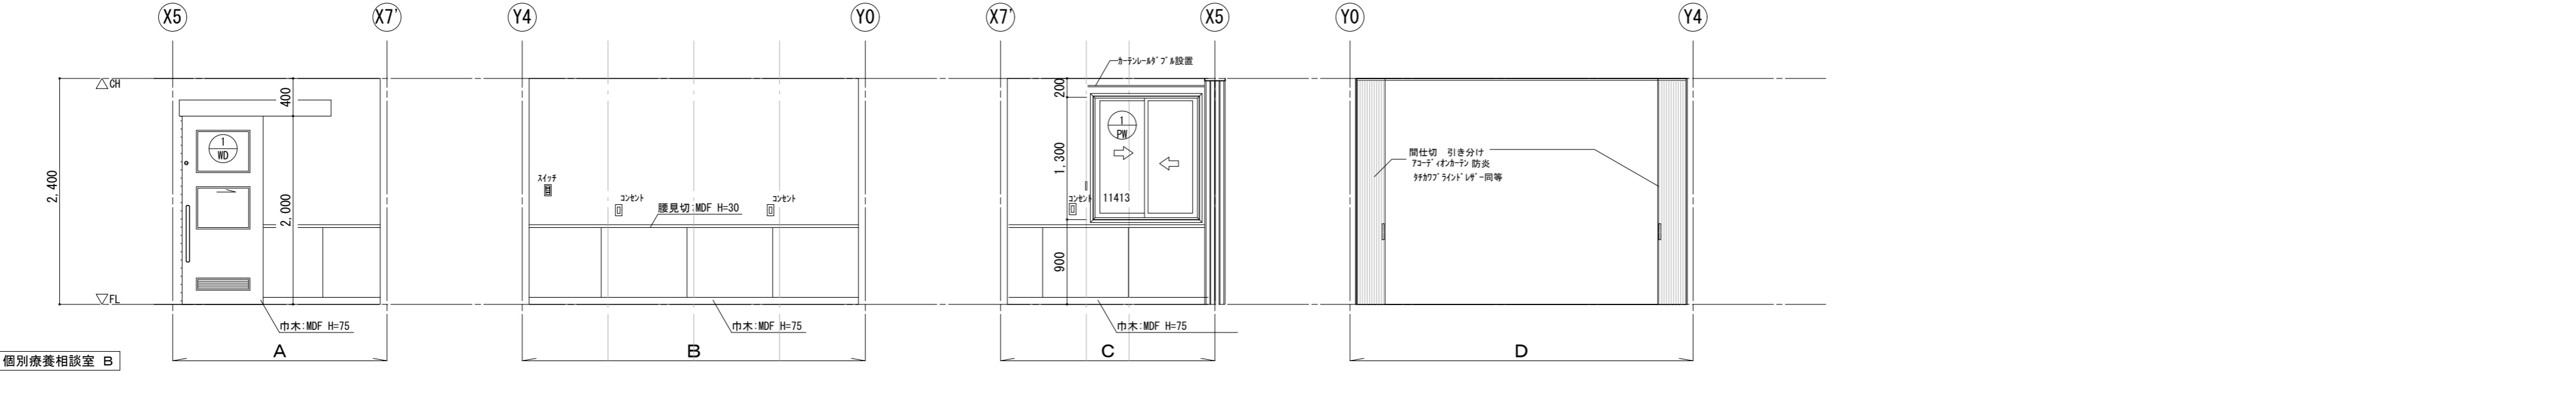 X5
X7'
Y4
Y0
X7'
X5
Y0
Y4
CH
FL
2,400
400
2,000
1
WD
巾木:MDF H=75
A
スイッチ
コンセント
コンセント
腰見切:MDF H=30
巾木:MDF H=75
B
カーテンレールダブル設置
200
1,300
900
1
PW
コンセント
11413
巾木:MDF H=75
C
間仕切 引き分け
アコーディオンカーテン 防炎
タチカワブラインド レザー同等
D
個別療養相談室 B